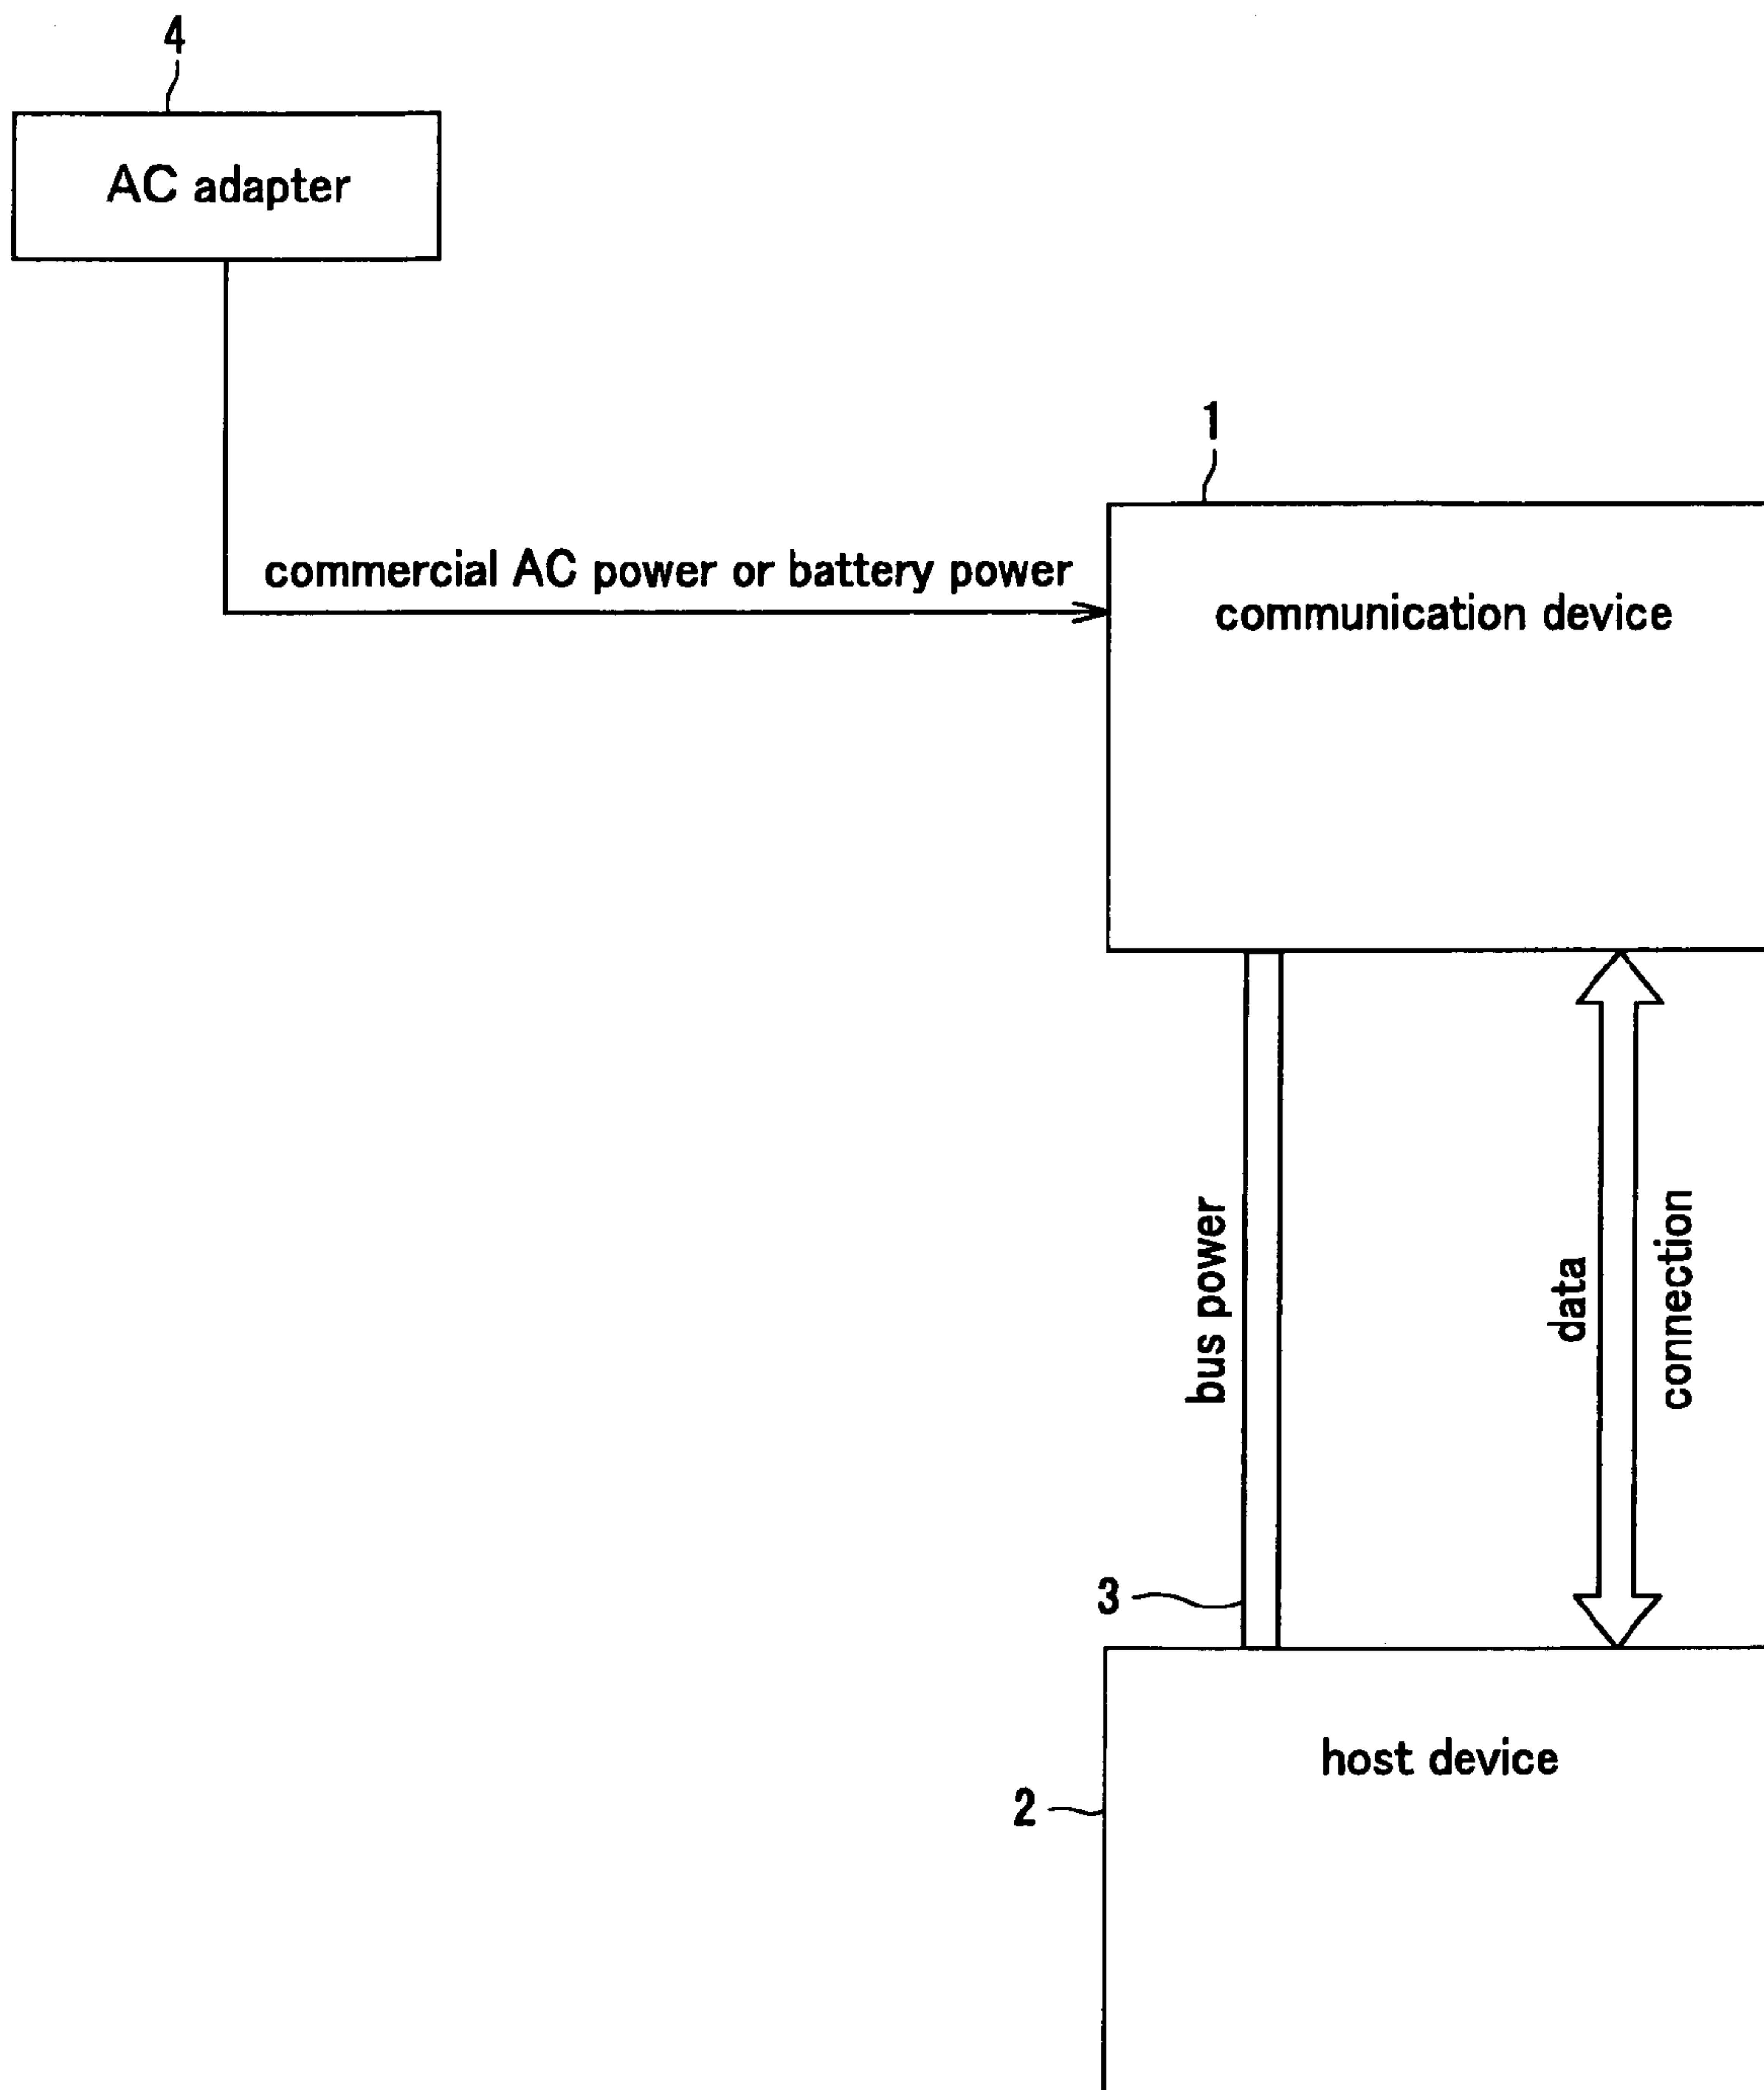 4
AC adapter
1
commercial AC power or battery power
communication device
bus power
data
connection
3
host device
2